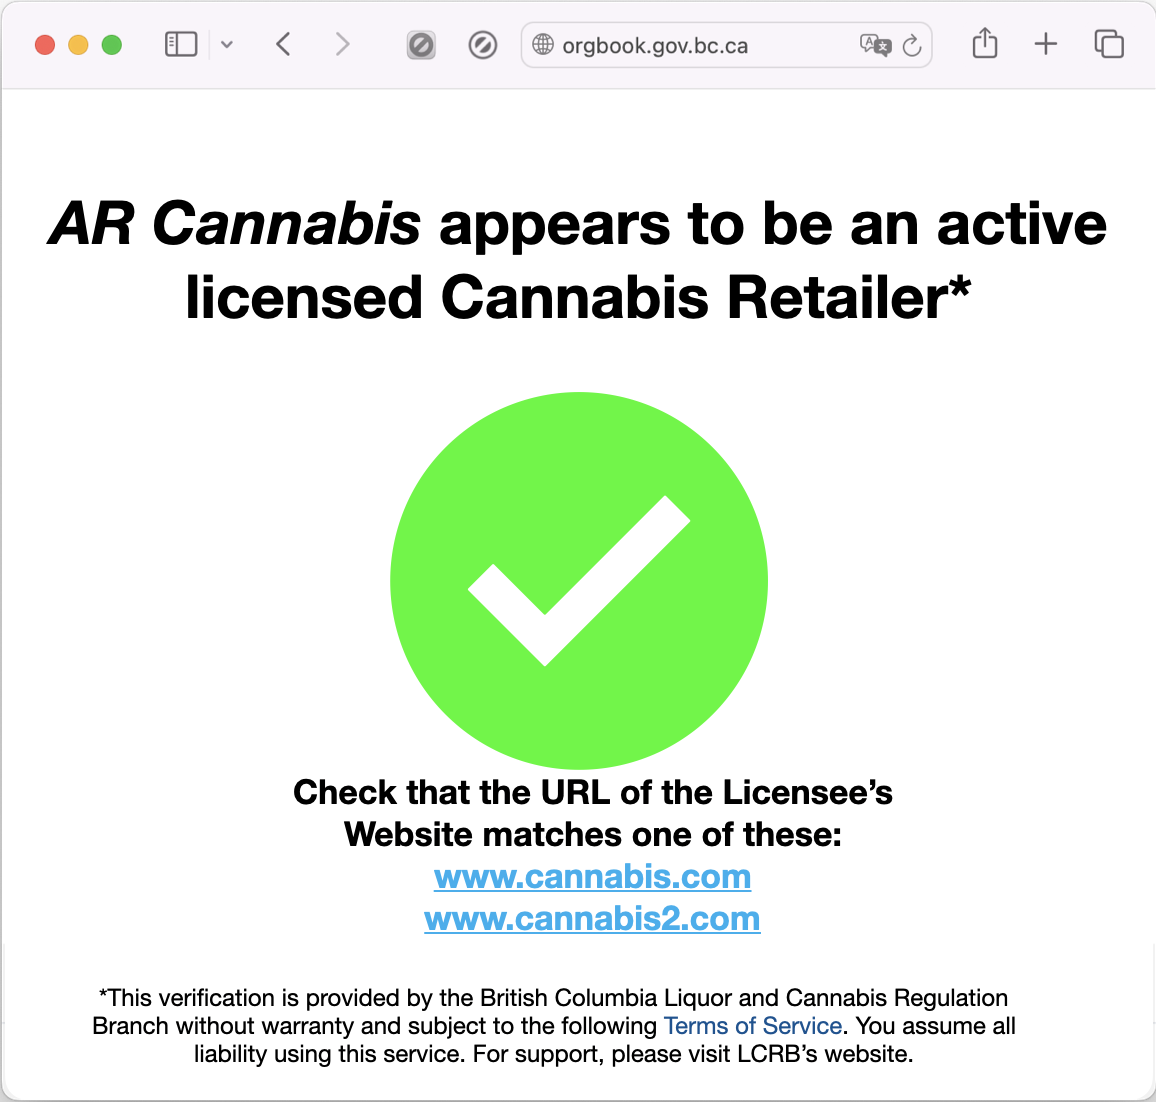 orgbook.gov.bc.ca
AR Cannabis appears to be an active
licensed Cannabis Retailer*
Check that the URL of the Licensee’s
Website matches one of these:
www.cannabis.com
www.cannabis2.com
*This verification is provided by the British Columbia Liquor and Cannabis Regulation
Branch without warranty and subject to the following Terms of Service. You assume all
liability using this service. For support, please visit LCRB’s website.